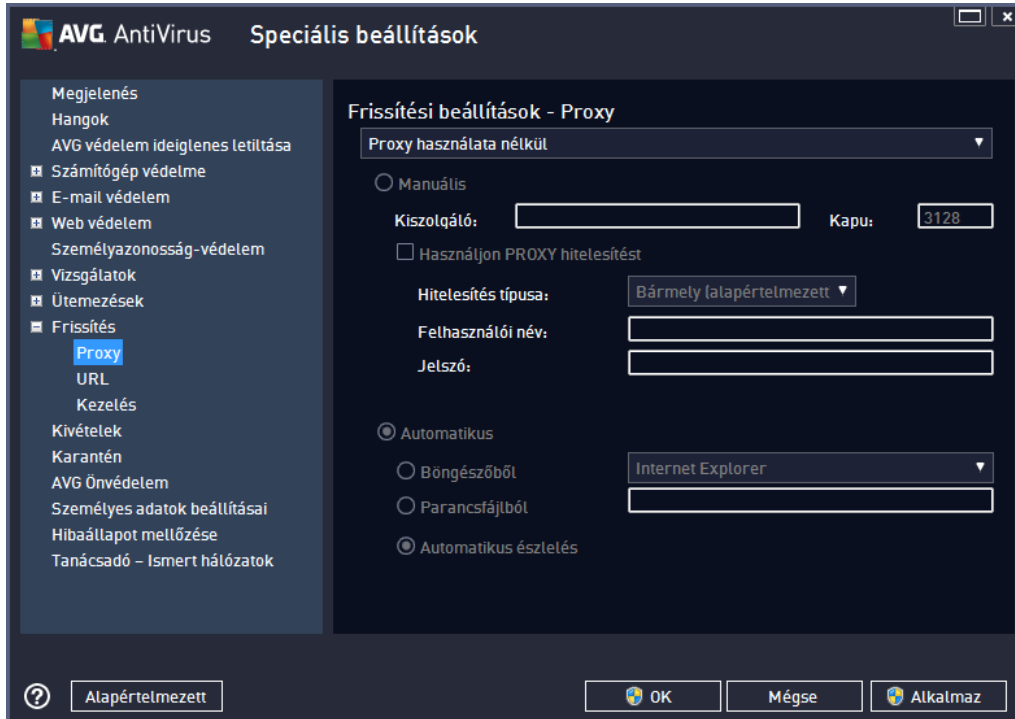 AVG AntiVirus Speciális beállítások
Megjelenés
Hangok
AVG védelem ideiglenes letiltása
Számítógép védelme
E-mail védelem
Web védelem
Személyazonosság-védelem
Vizsgálatok
Ütemezések
Frissítés
Proxy
URL
Kezelés
Kivételek
Karantén
AVG Önvédelem
Személyes adatok beállításai
Hibaállapot mellőzése
Tanácsadó – Ismert hálózatok
Frissítési beállítások - Proxy
Proxy használata nélkül
Manuális
Kiszolgáló: Kapu: 3128
Használjon PROXY hitelesítést
Hitelesítés típusa: Bármely (alapértelmezett
Felhasználói név:
Jelszó:
Automatikus
Böngészőből Internet Explorer
Parancsfájlból
Automatikus észlelés
Alapértelmezett OK Mégse Alkalmaz